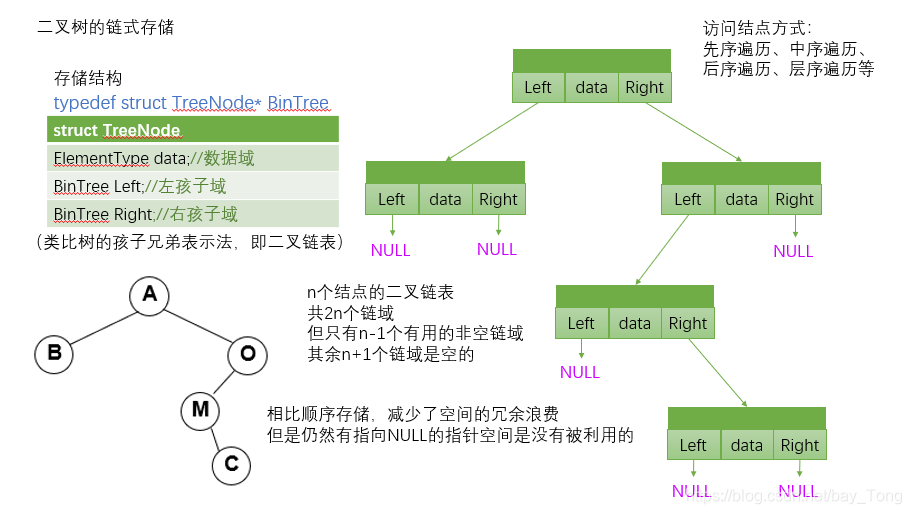 二叉树的链式存储
访问结点方式：
先序遍历、中序遍历、
后序遍历、层序遍历等
存储结构
typedef struct TreeNode* BinTree
struct TreeNode
ElementType data;//数据域
BinTree Left;//左孩子域
BinTree Right;//右孩子域
(类比树的孩子兄弟表示法，即二叉链表)
Left data Right
Left data Right
Left data Right
NULL NULL
NULL
A
B
O
M
C
n个结点的二叉链表
共2n个链域
但只有n-1个有用的非空链域
其余n+1个链域是空的
Left data Right
NULL
相比顺序存储，减少了空间的冗余浪费
但是仍然有指向NULL的指针空间是没有被利用的
Left data Right
NULL NULL
https://blog.csdn.net/bay_Tong